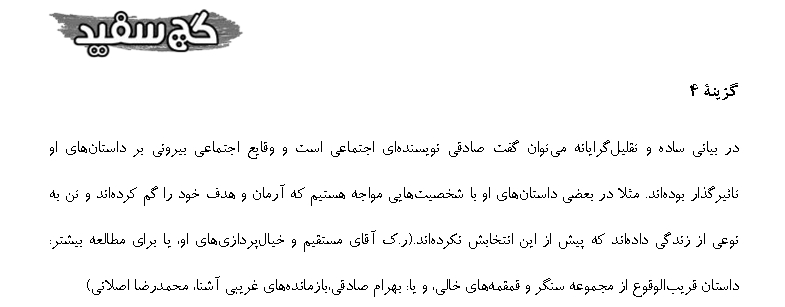 گچ سفید
گزینهٔ ۴
در بیانی ساده و تقلیل‌گرایانه می‌توان گفت صادقی نویسنده‌ای اجتماعی است و وقایع اجتماعی بیرونی بر داستان‌های او
تاثیرگذار بوده‌اند. مثلا در بعضی داستان‌های او با شخصیت‌هایی مواجه هستیم که آرمان و هدف خود را گم کرده‌اند و تن به
نوعی از زندگی داده‌اند که پیش از این انتخابش نکرده‌اند.(ر.ک آقای مستقیم و خیال‌پردازی‌های او، یا برای مطالعه بیشتر:
داستان قریب‌الوقوع از مجموعه سنگر و قمقمه‌های خالی، و یا: بهرام صادقی،بازمانده‌های غریبی آشنا، محمدرضا اصلانی)